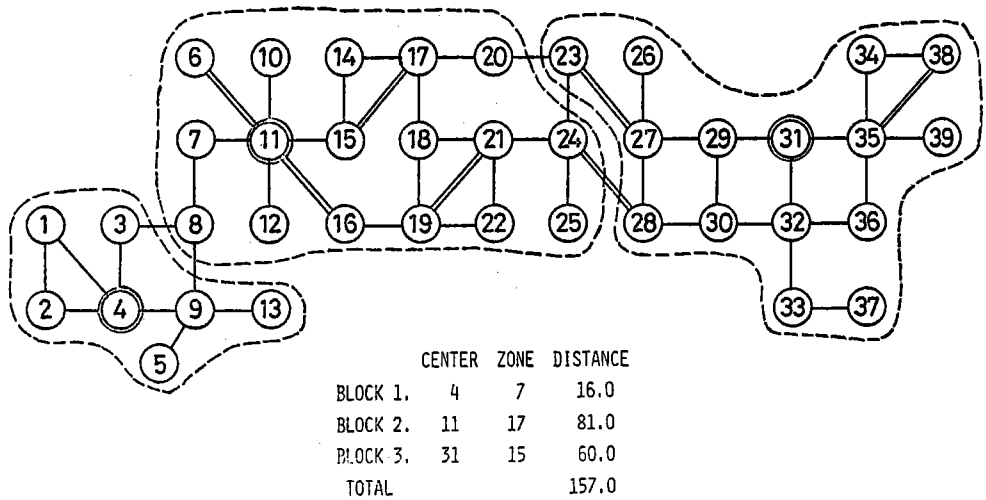 6 10 14 17 20 23 26 34 38
7 11 15 18 21 24 27 29 31 35 39
1 3 8 12 16 19 22 25 28 30 32 36
2 4 9 13 33 37
5
CENTER ZONE DISTANCE
BLOCK 1. 4 7 16.0
BLOCK 2. 11 17 81.0
BLOCK 3. 31 15 60.0
TOTAL 157.0